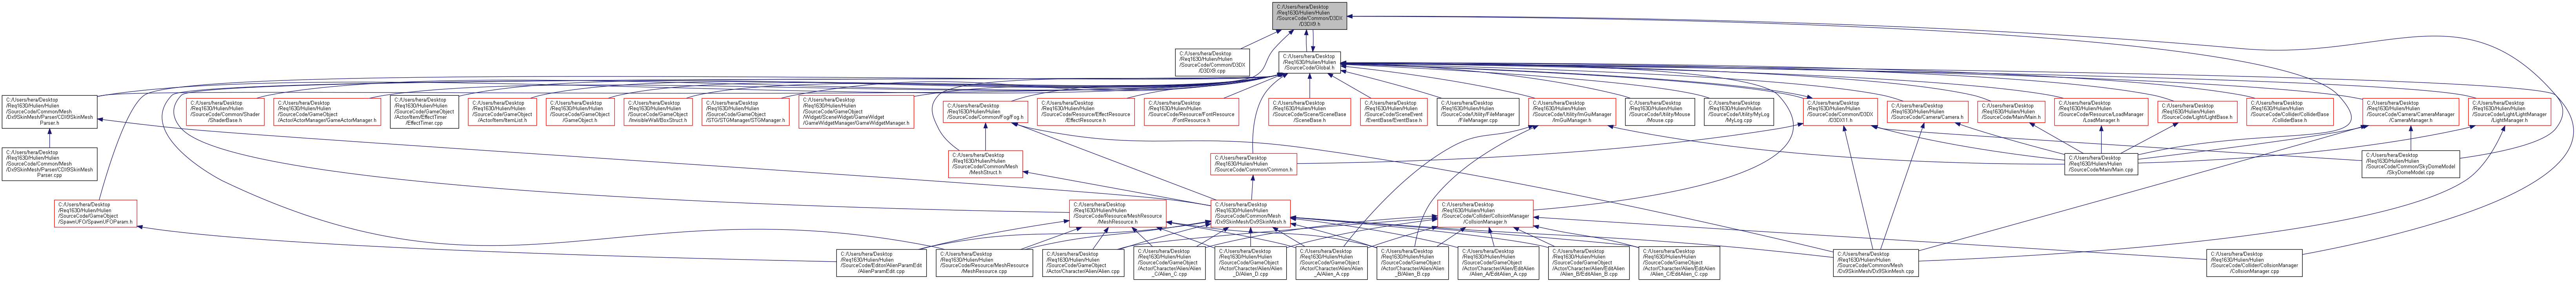 C:/Users/hera/Desktop
/Req1630/Hulien/Hulien
/SourceCode/Common/D3DX
/D3DX9.h
C:/Users/hera/Desktop
/Req1630/Hulien/Hulien
/SourceCode/Common/D3DX
/D3DX9.cpp
C:/Users/hera/Desktop
/Req1630/Hulien/Hulien
/SourceCode/Global.h
C:/Users/hera/Desktop
/Req1630/Hulien/Hulien
/SourceCode/Common/Mesh
/Dx9SkinMesh/Parser/CDX9SkinMesh
Parser.h
C:/Users/hera/Desktop
/Req1630/Hulien/Hulien
/SourceCode/Common/Shader
/ShaderBase.h
C:/Users/hera/Desktop
/Req1630/Hulien/Hulien
/SourceCode/GameObject
/Actor/ActorManager/GameActorManager.h
C:/Users/hera/Desktop
/Req1630/Hulien/Hulien
/SourceCode/GameObject
/Actor/Item/EffectTimer
/EffectTimer.cpp
C:/Users/hera/Desktop
/Req1630/Hulien/Hulien
/SourceCode/GameObject
/Actor/Item/ItemList.h
C:/Users/hera/Desktop
/Req1630/Hulien/Hulien
/SourceCode/GameObject
/GameObject.h
C:/Users/hera/Desktop
/Req1630/Hulien/Hulien
/SourceCode/GameObject
/InvisibleWall/BoxStruct.h
C:/Users/hera/Desktop
/Req1630/Hulien/Hulien
/SourceCode/GameObject
/STG/STGManager/STGManager.h
C:/Users/hera/Desktop
/Req1630/Hulien/Hulien
/SourceCode/GameObject
/Widget/SceneWidget/GameWidget
/GameWidgetManager/GameWidgetManager.h
C:/Users/hera/Desktop
/Req1630/Hulien/Hulien
/SourceCode/Common/Fog/Fog.h
C:/Users/hera/Desktop
/Req1630/Hulien/Hulien
/SourceCode/Resource/EffectResource
/EffectResource.h
C:/Users/hera/Desktop
/Req1630/Hulien/Hulien
/SourceCode/Resource/FontResource
/FontResource.h
C:/Users/hera/Desktop
/Req1630/Hulien/Hulien
/SourceCode/Scene/SceneBase
/SceneBase.h
C:/Users/hera/Desktop
/Req1630/Hulien/Hulien
/SourceCode/Scene/SceneEvent
/EventBase/EventBase.h
C:/Users/hera/Desktop
/Req1630/Hulien/Hulien
/SourceCode/Utility/FileManager
/FileManager.cpp
C:/Users/hera/Desktop
/Req1630/Hulien/Hulien
/SourceCode/Utility/ImGuiManager
/ImGuiManager.h
C:/Users/hera/Desktop
/Req1630/Hulien/Hulien
/SourceCode/Utility/Mouse
/Mouse.cpp
C:/Users/hera/Desktop
/Req1630/Hulien/Hulien
/SourceCode/Utility/MyLog
/MyLog.cpp
C:/Users/hera/Desktop
/Req1630/Hulien/Hulien
/SourceCode/Common/D3DX
/D3DX11.h
C:/Users/hera/Desktop
/Req1630/Hulien/Hulien
/SourceCode/Camera/Camera.h
C:/Users/hera/Desktop
/Req1630/Hulien/Hulien
/SourceCode/Main/Main.h
C:/Users/hera/Desktop
/Req1630/Hulien/Hulien
/SourceCode/Resource/LoadManager
/LoadManager.h
C:/Users/hera/Desktop
/Req1630/Hulien/Hulien
/SourceCode/Light/LightBase.h
C:/Users/hera/Desktop
/Req1630/Hulien/Hulien
/SourceCode/Collider/ColliderBase
/ColliderBase.h
C:/Users/hera/Desktop
/Req1630/Hulien/Hulien
/SourceCode/Camera/CameraManager
/CameraManager.h
C:/Users/hera/Desktop
/Req1630/Hulien/Hulien
/SourceCode/Light/LightManager
/LightManager.h
C:/Users/hera/Desktop
/Req1630/Hulien/Hulien
/SourceCode/Common/Mesh
/Dx9SkinMesh/Parser/CDX9SkinMesh
Parser.cpp
C:/Users/hera/Desktop
/Req1630/Hulien/Hulien
/SourceCode/Common/Mesh
/MeshStruct.h
C:/Users/hera/Desktop
/Req1630/Hulien/Hulien
/SourceCode/Common/Common.h
C:/Users/hera/Desktop
/Req1630/Hulien/Hulien
/SourceCode/Main/Main.cpp
C:/Users/hera/Desktop
/Req1630/Hulien/Hulien
/SourceCode/Common/SkyDomeModel
/SkyDomeModel.cpp
C:/Users/hera/Desktop
/Req1630/Hulien/Hulien
/SourceCode/GameObject
/SpawnUFO/SpawnUFOParam.h
C:/Users/hera/Desktop
/Req1630/Hulien/Hulien
/SourceCode/Resource/MeshResource
/MeshResource.h
C:/Users/hera/Desktop
/Req1630/Hulien/Hulien
/SourceCode/Common/Mesh
/Dx9SkinMesh/Dx9SkinMesh.h
C:/Users/hera/Desktop
/Req1630/Hulien/Hulien
/SourceCode/Collider/CollisionManager
/CollisionManager.h
C:/Users/hera/Desktop
/Req1630/Hulien/Hulien
/SourceCode/Editor/AlienParamEdit
/AlienParamEdit.cpp
C:/Users/hera/Desktop
/Req1630/Hulien/Hulien
/SourceCode/Resource/MeshResource
/MeshResource.cpp
C:/Users/hera/Desktop
/Req1630/Hulien/Hulien
/SourceCode/GameObject
/Actor/Character/Alien/Alien.cpp
C:/Users/hera/Desktop
/Req1630/Hulien/Hulien
/SourceCode/GameObject
/Actor/Character/Alien/Alien
_C/Alien_C.cpp
C:/Users/hera/Desktop
/Req1630/Hulien/Hulien
/SourceCode/GameObject
/Actor/Character/Alien/Alien
_D/Alien_D.cpp
C:/Users/hera/Desktop
/Req1630/Hulien/Hulien
/SourceCode/GameObject
/Actor/Character/Alien/Alien
_A/Alien_A.cpp
C:/Users/hera/Desktop
/Req1630/Hulien/Hulien
/SourceCode/GameObject
/Actor/Character/Alien/Alien
_B/Alien_B.cpp
C:/Users/hera/Desktop
/Req1630/Hulien/Hulien
/SourceCode/GameObject
/Actor/Character/Alien/EditAlien
/Alien_A/EditAlien_A.cpp
C:/Users/hera/Desktop
/Req1630/Hulien/Hulien
/SourceCode/GameObject
/Actor/Character/Alien/EditAlien
/Alien_B/EditAlien_B.cpp
C:/Users/hera/Desktop
/Req1630/Hulien/Hulien
/SourceCode/GameObject
/Actor/Character/Alien/EditAlien
/Alien_C/EditAlien_C.cpp
C:/Users/hera/Desktop
/Req1630/Hulien/Hulien
/SourceCode/Common/Mesh
/Dx9SkinMesh/Dx9SkinMesh.cpp
C:/Users/hera/Desktop
/Req1630/Hulien/Hulien
/SourceCode/Collider/CollisionManager
/CollisionManager.cpp